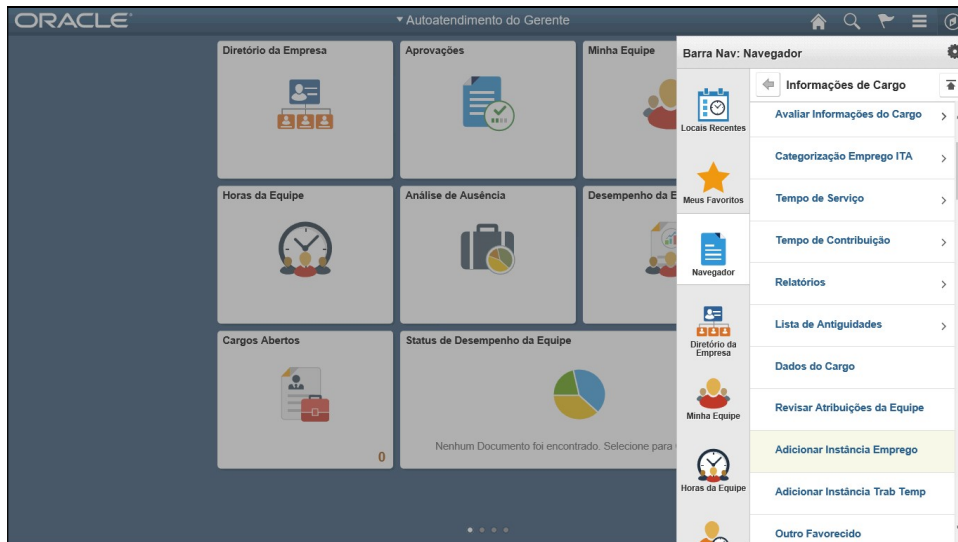 ORACLE
Autoatendimento do Gerente
Diretório da Empresa
Aprovações
Minha Equipe
Horas da Equipe
Análise de Ausência
Desempenho da E
Cargos Abertos
0
Status de Desempenho da Equipe
Nenhum Documento foi encontrado. Selecione para
Barra Nav: Navegador
Locais Recentes
Meus Favoritos
Navegador
Diretório da
Empresa
Minha Equipe
Horas da Equipe
Informações de Cargo
Avaliar Informações do Cargo
Categorização Emprego ITA
Tempo de Serviço
Tempo de Contribuição
Relatórios
Lista de Antiguidades
Dados do Cargo
Revisar Atribuições da Equipe
Adicionar Instância Emprego
Adicionar Instância Trab Temp
Outro Favorecido